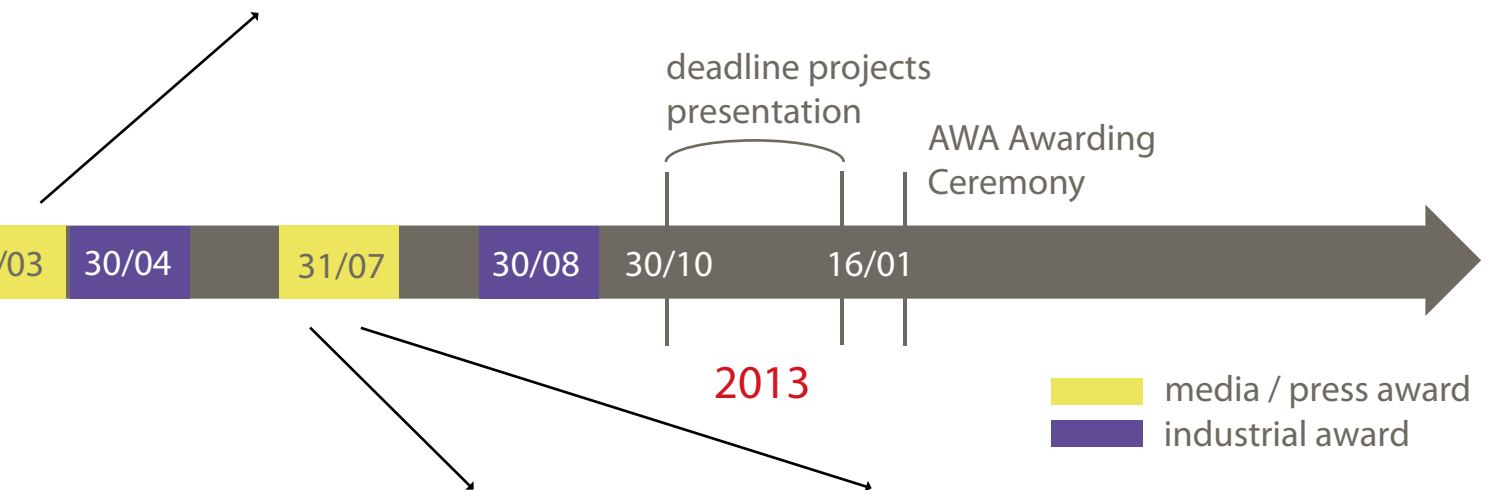 deadline projects
presentation
AWA Awarding
Ceremony
/03 30/04 31/07 30/08 30/10 16/01
2013
media / press award
industrial award